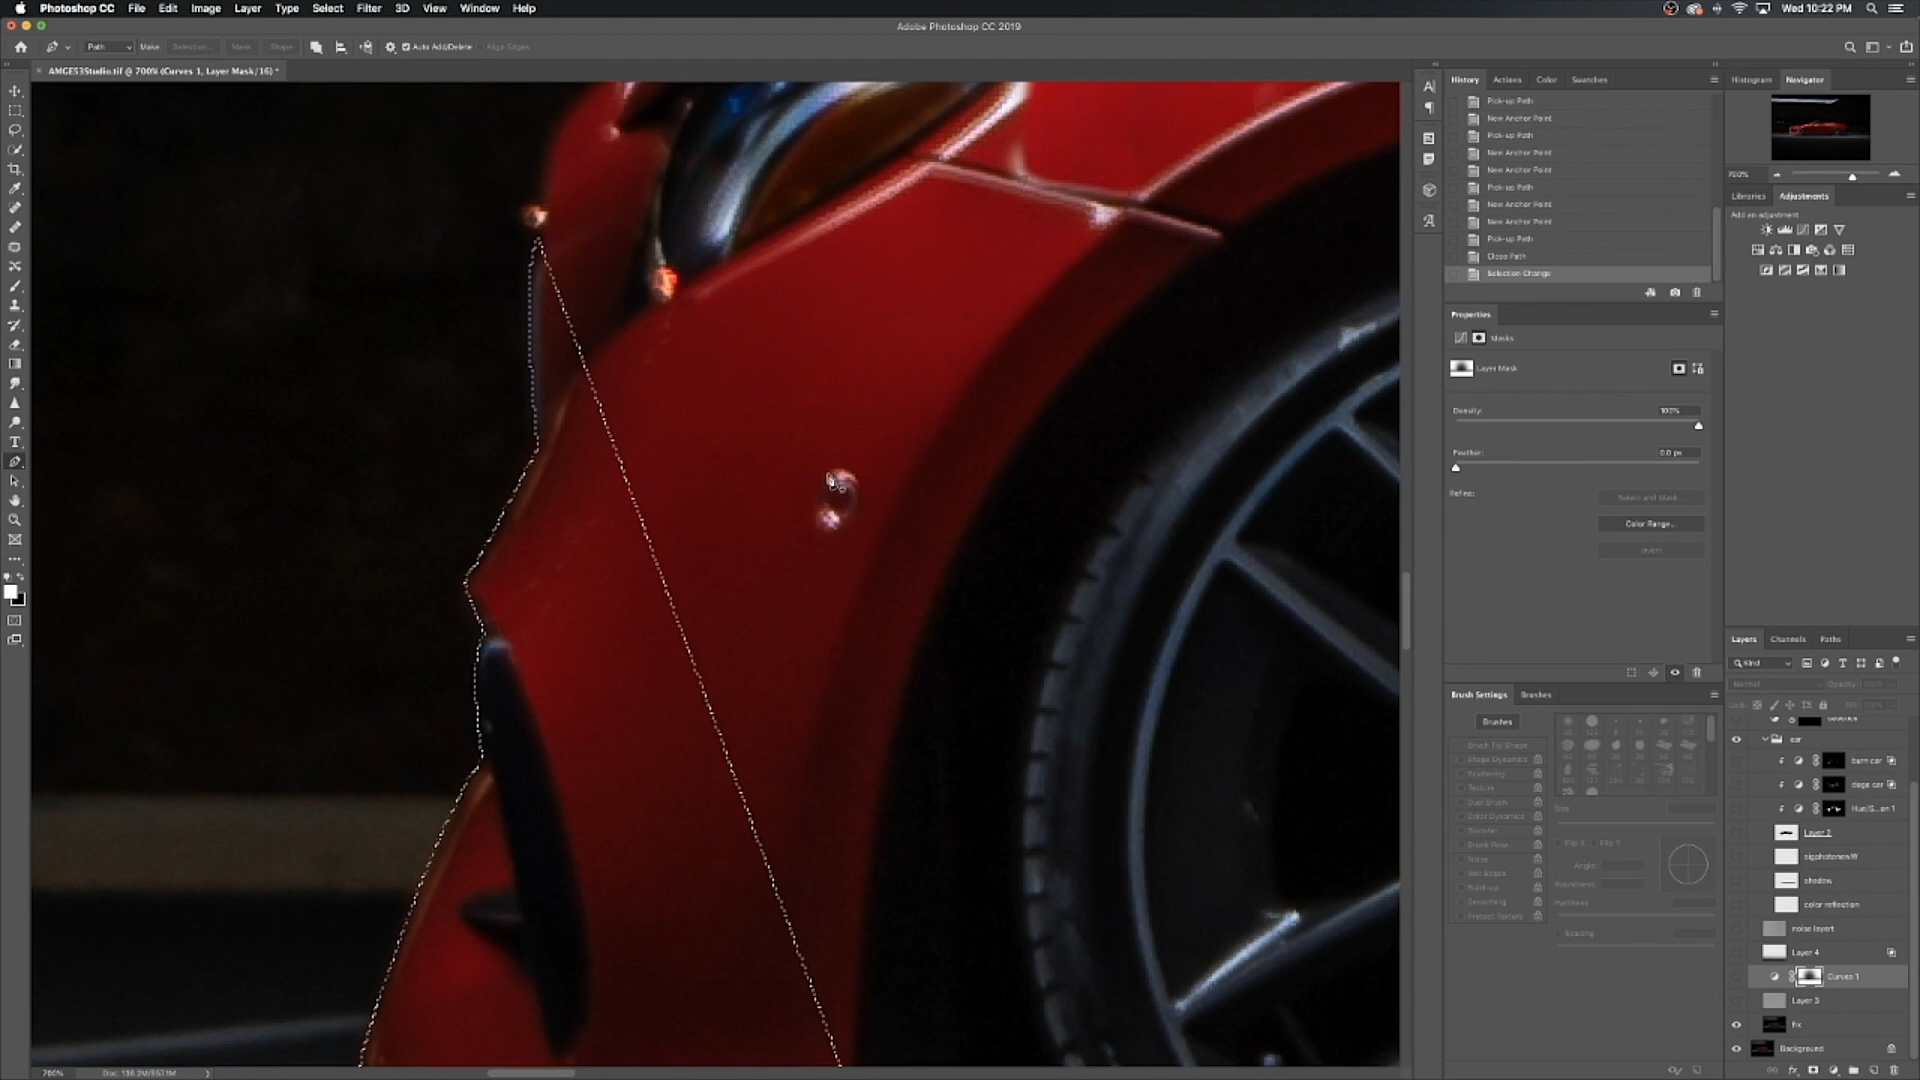 Photoshop CC File Edit Image Layer Type Select Filter 3D View Window Help Wed 10:22 PM
Adobe Photoshop CC 2019
Path Make Selection... Mask Shape Auto Add/Delete Align Edges
AMGE53Studio.tif @ 700% (Curves 1, Layer Mask/16) *
History Actions Color Swatches
Pick-up Path
New Anchor Point
Pick-up Path
New Anchor Point
New Anchor Point
Pick-up Path
New Anchor Point
New Anchor Point
Pick-up Path
Close Path
Selection Change
Properties
Masks
Layer Mask
Density: 100%
Feather: 0.0 px
Refine: Select and Mask...
Color Range...
Invert
Brush Settings Brushes
Brushes
Brush Tip Shape
Shape Dynamics
Scattering
Texture
Dual Brush
Color Dynamics
Transfer
Brush Pose
Noise
Wet Edges
Build-up
Smoothing
Protect Texture
Size
Flip X Flip Y
Angle:
Roundness:
Hardness
Spacing
Histogram Navigator
700%
Libraries Adjustments
Add an adjustment
Layers Channels Paths
Kind
Normal Opacity:
Lock: Fill:
car
burn car
doge car
Hue/S...on 1
Layer 2
shadow
color reflection
noise layer1
Layer 4
Curves 1
Layer 3
fix
Background
700% Doc: 136.2M/857.1M